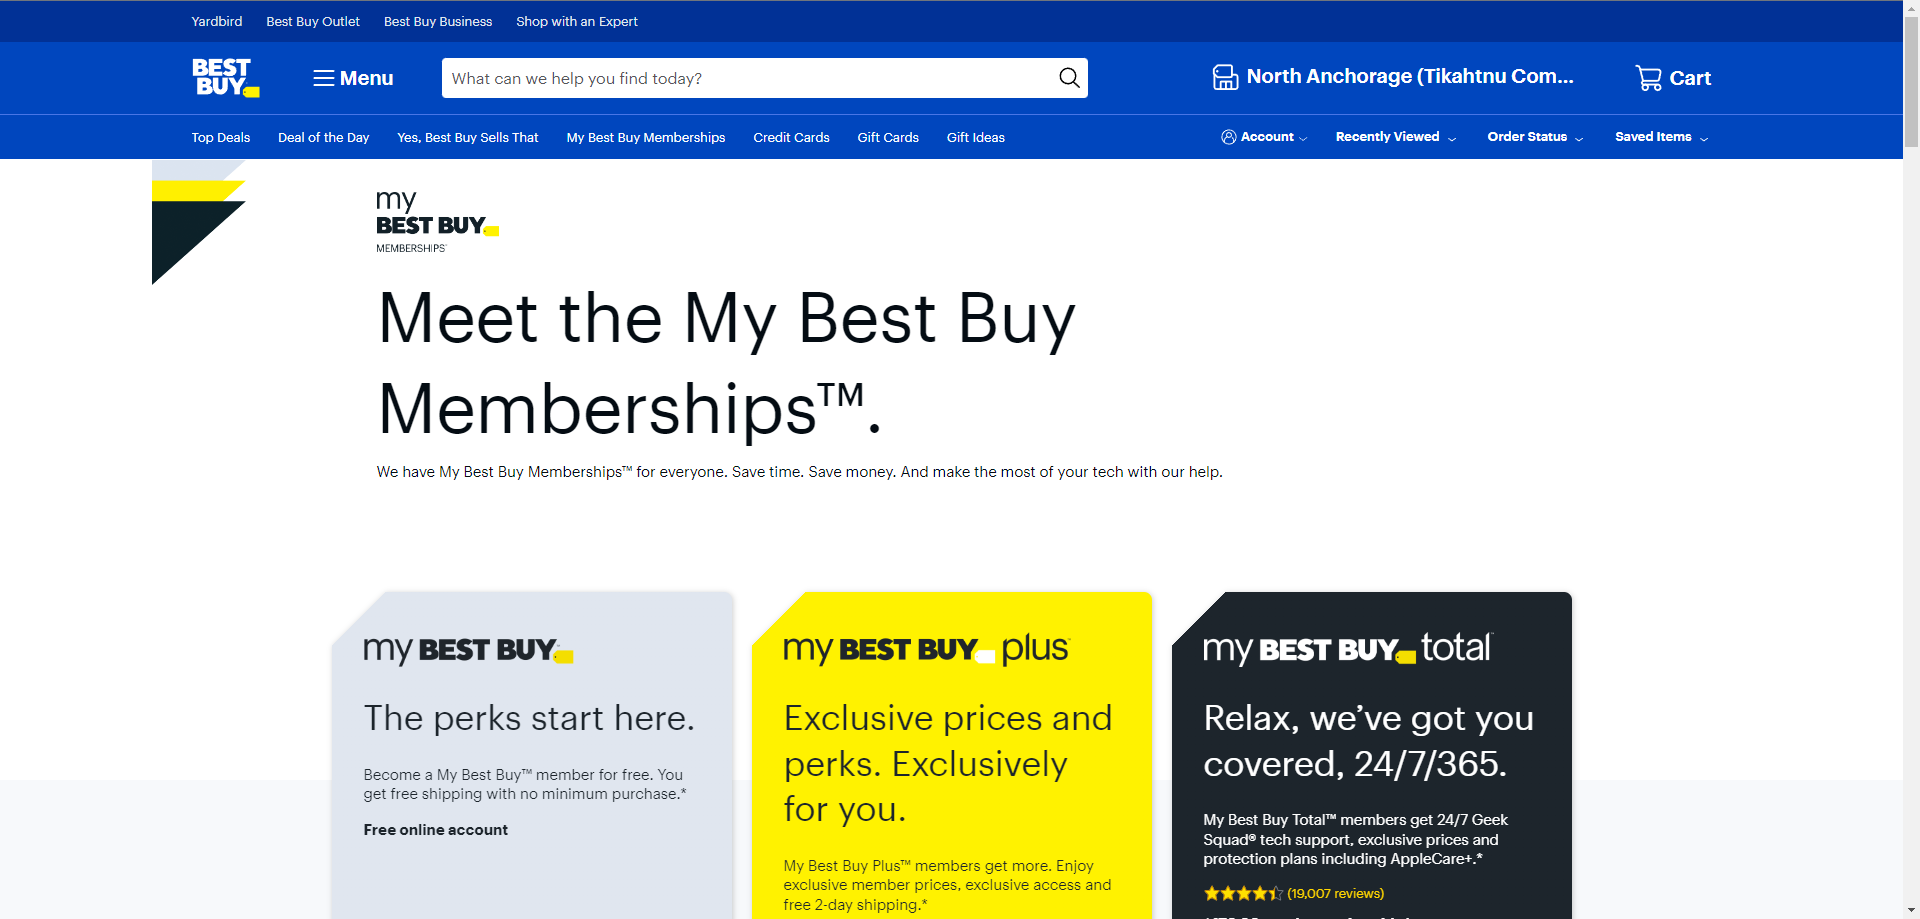 Yardbird Best Buy Outlet Best Buy Business Shop with an Expert
BEST
BUY
Menu
What can we help you find today?
North Anchorage (Tikahtnu Com...
Cart
Top Deals Deal of the Day Yes, Best Buy Sells That My Best Buy Memberships Credit Cards Gift Cards Gift Ideas
Account Recently Viewed Order Status Saved Items
my
BEST BUY
MEMBERSHIPS™
Meet the My Best Buy
Memberships™.
We have My Best Buy Memberships™ for everyone. Save time. Save money. And make the most of your tech with our help.
my BEST BUY™
The perks start here.
Become a My Best Buy™ member for free. You
get free shipping with no minimum purchase.*
Free online account
my BEST BUY plus™
Exclusive prices and
perks. Exclusively
for you.
My Best Buy Plus™ members get more. Enjoy
exclusive member prices, exclusive access and
free 2-day shipping.*
my BEST BUY total™
Relax, we've got you
covered, 24/7/365.
My Best Buy Total™ members get 24/7 Geek
Squad® tech support, exclusive prices and
protection plans including AppleCare+.*
(19,007 reviews)